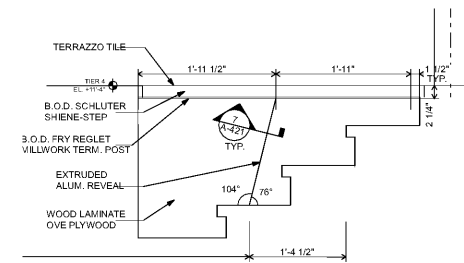 TERRAZZO TILE
1'-11 1/2"
1'-11"
1 1/2"
TYP.
TIER 4
EL. +11'-4"
B.O.D. SCHLUTER
SHIENE-STEP
2 1/4"
7
A-421
TYP.
B.O.D. FRY REGLET
MILLWORK TERM. POST
EXTRUDED
ALUM. REVEAL
104°
76°
WOOD LAMINATE
OVE PLYWOOD
1'-4 1/2"